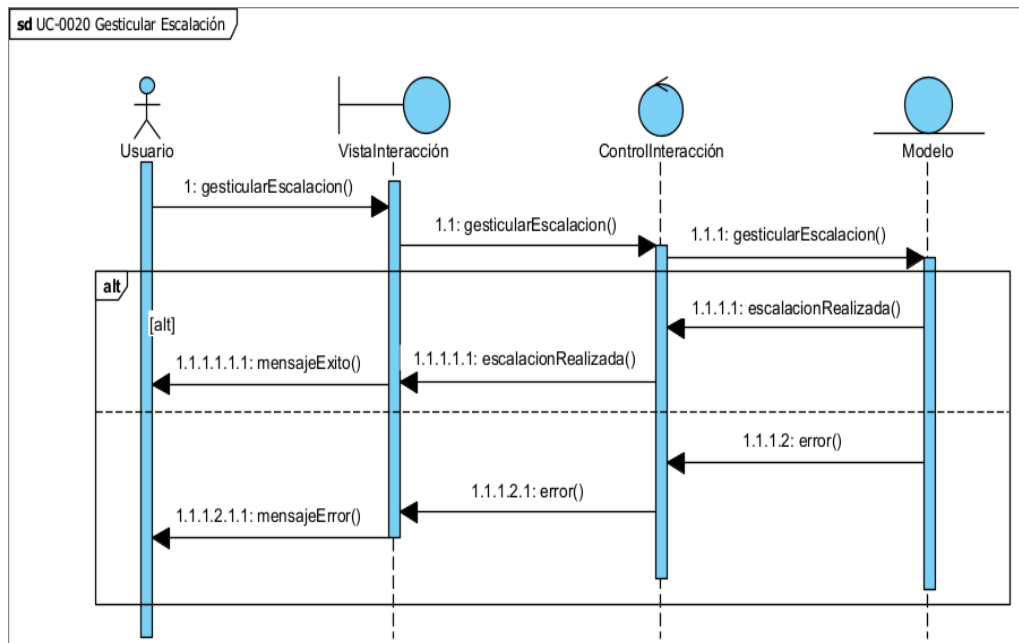 sd UC-0020 Gesticular Escalación
Usuario
VistaInteracción
ControlInteracción
Modelo
1: gesticularEscalacion()
1.1: gesticularEscalacion()
1.1.1: gesticularEscalacion()
alt
[alt]
1.1.1.1: escalacionRealizada()
1.1.1.1.1: escalacionRealizada()
1.1.1.1.1.1: mensajeExito()
1.1.1.2: error()
1.1.1.2.1: error()
1.1.1.2.1.1: mensajeError()